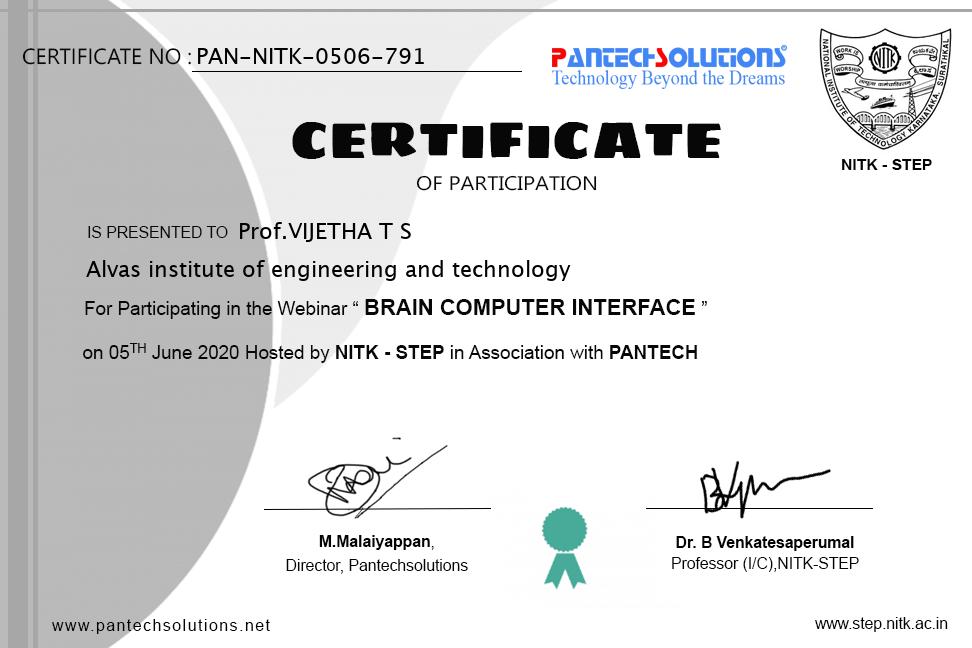 CERTIFICATE NO : PAN-NITK-0506-791
PANTECHSOLUTIONS®
Technology Beyond the Dreams
WORK IS
WORSHIP
NITK
NATIONAL INSTITUTE OF TECHNOLOGY KARNATAKA, SURATHKAL
NITK - STEP
CERTIFICATE
OF PARTICIPATION
IS PRESENTED TO Prof.VIJETHA T S
Alvas institute of engineering and technology
For Participating in the Webinar “ BRAIN COMPUTER INTERFACE ”
on 05TH June 2020 Hosted by NITK - STEP in Association with PANTECH
M.Malaiyappan,
Director, Pantechsolutions
Dr. B Venkatesaperumal
Professor (I/C),NITK-STEP
www.pantechsolutions.net
www.step.nitk.ac.in